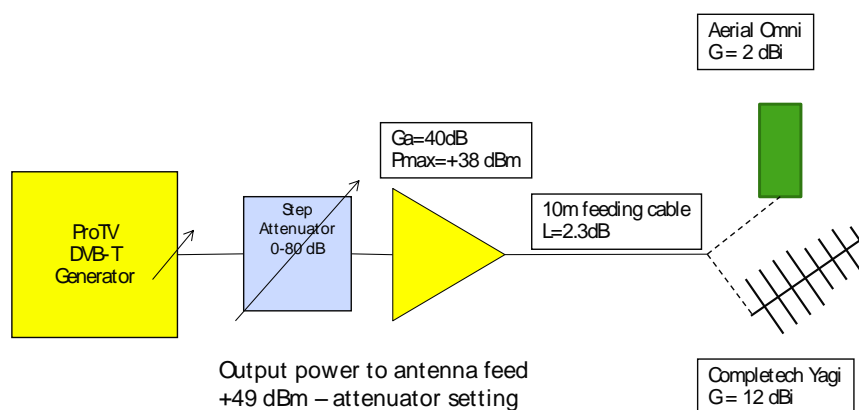 Aerial Omni
G = 2 dBi
Ga=40dB
Pmax=+38 dBm
ProTV
DVB-T
Generator
Step
Attenuator
0-80 dB
10m feeding cable
L=2.3dB
Output power to antenna feed
+49 dBm – attenuator setting
Completech Yagi
G = 12 dBi